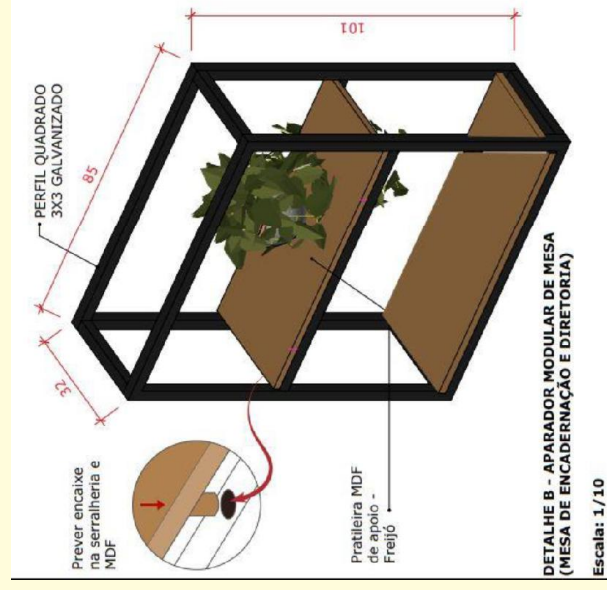 PERFIL QUADRADO
3X3 GALVANIZADO
85
32
101
Prever encaixe
na serralheria e
MDF
Pratileira MDF
de apoio -
Freijó
DETALHE B - APARADOR MODULAR DE MESA
(MESA DE ENCADERNAÇÃO E DIRETORIA)
Escala: 1/10